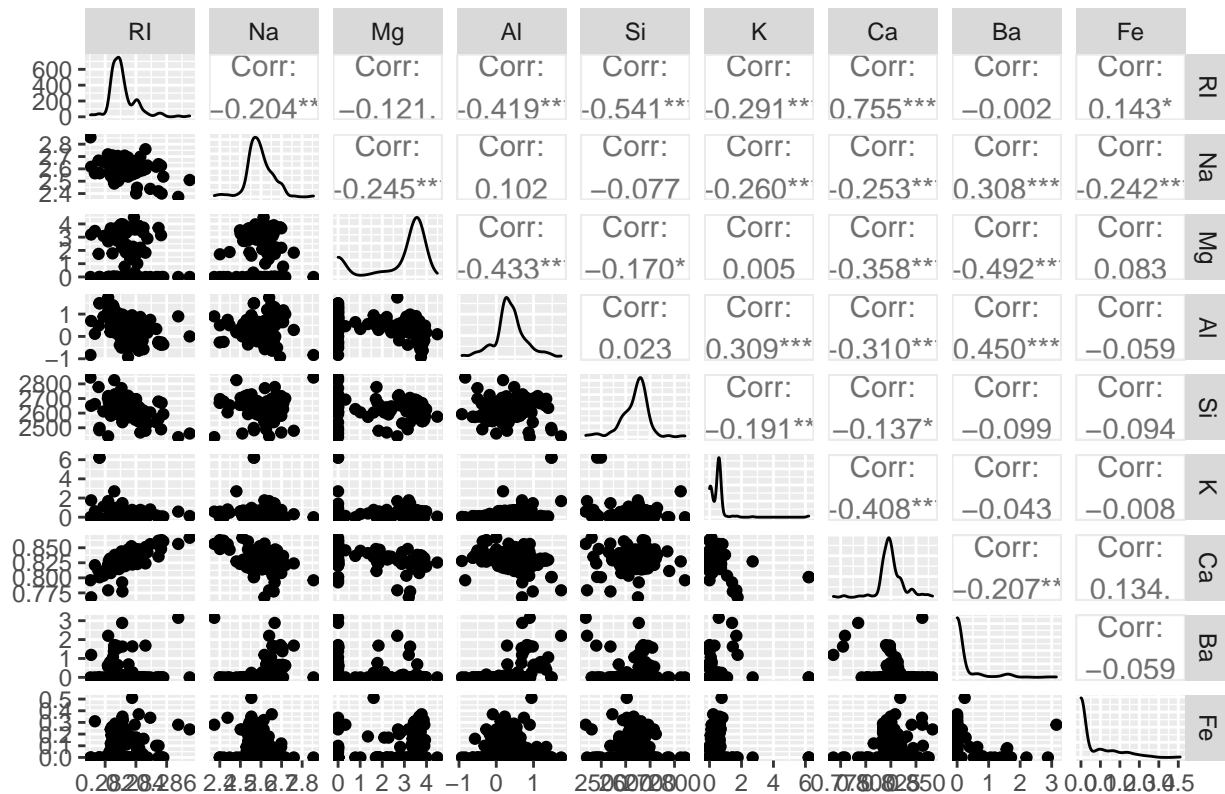 RI Na Mg Al Si K Ca Ba Fe
Corr: Corr: Corr: Corr: Corr: Corr: Corr: Corr:
600
400
200
0
−0.204** −0.121. -0.419*** -0.541*** -0.291*** 0.755*** −0.002 0.143*
RI
Corr: Corr: Corr: Corr: Corr: Corr: Corr:
2.8
2.7
2.6
2.5
2.4
-0.245*** 0.102 −0.077 -0.260*** -0.253*** 0.308*** -0.242***
Na
Corr: Corr: Corr: Corr: Corr: Corr:
4
3
2
1
0
-0.433*** −0.170* 0.005 -0.358*** -0.492*** 0.083
Mg
Corr: Corr: Corr: Corr: Corr:
1
0
−1
0.023 0.309*** -0.310*** 0.450*** −0.059
Al
Corr: Corr: Corr: Corr:
2800
2700
2600
2500
−0.191** −0.137* −0.099 −0.094
Si
Corr: Corr: Corr:
6
4
2
0
-0.408*** −0.043 −0.008
K
Corr: Corr:
0.850
0.825
0.800
0.775
−0.207** 0.134.
Ca
Corr:
3
2
1
0
−0.059
Ba
0.5
0.4
0.3
0.2
0.1
0.0
Fe
0 1 2 3 4 −1 0 1 0 2 4 6 0 1 2 3